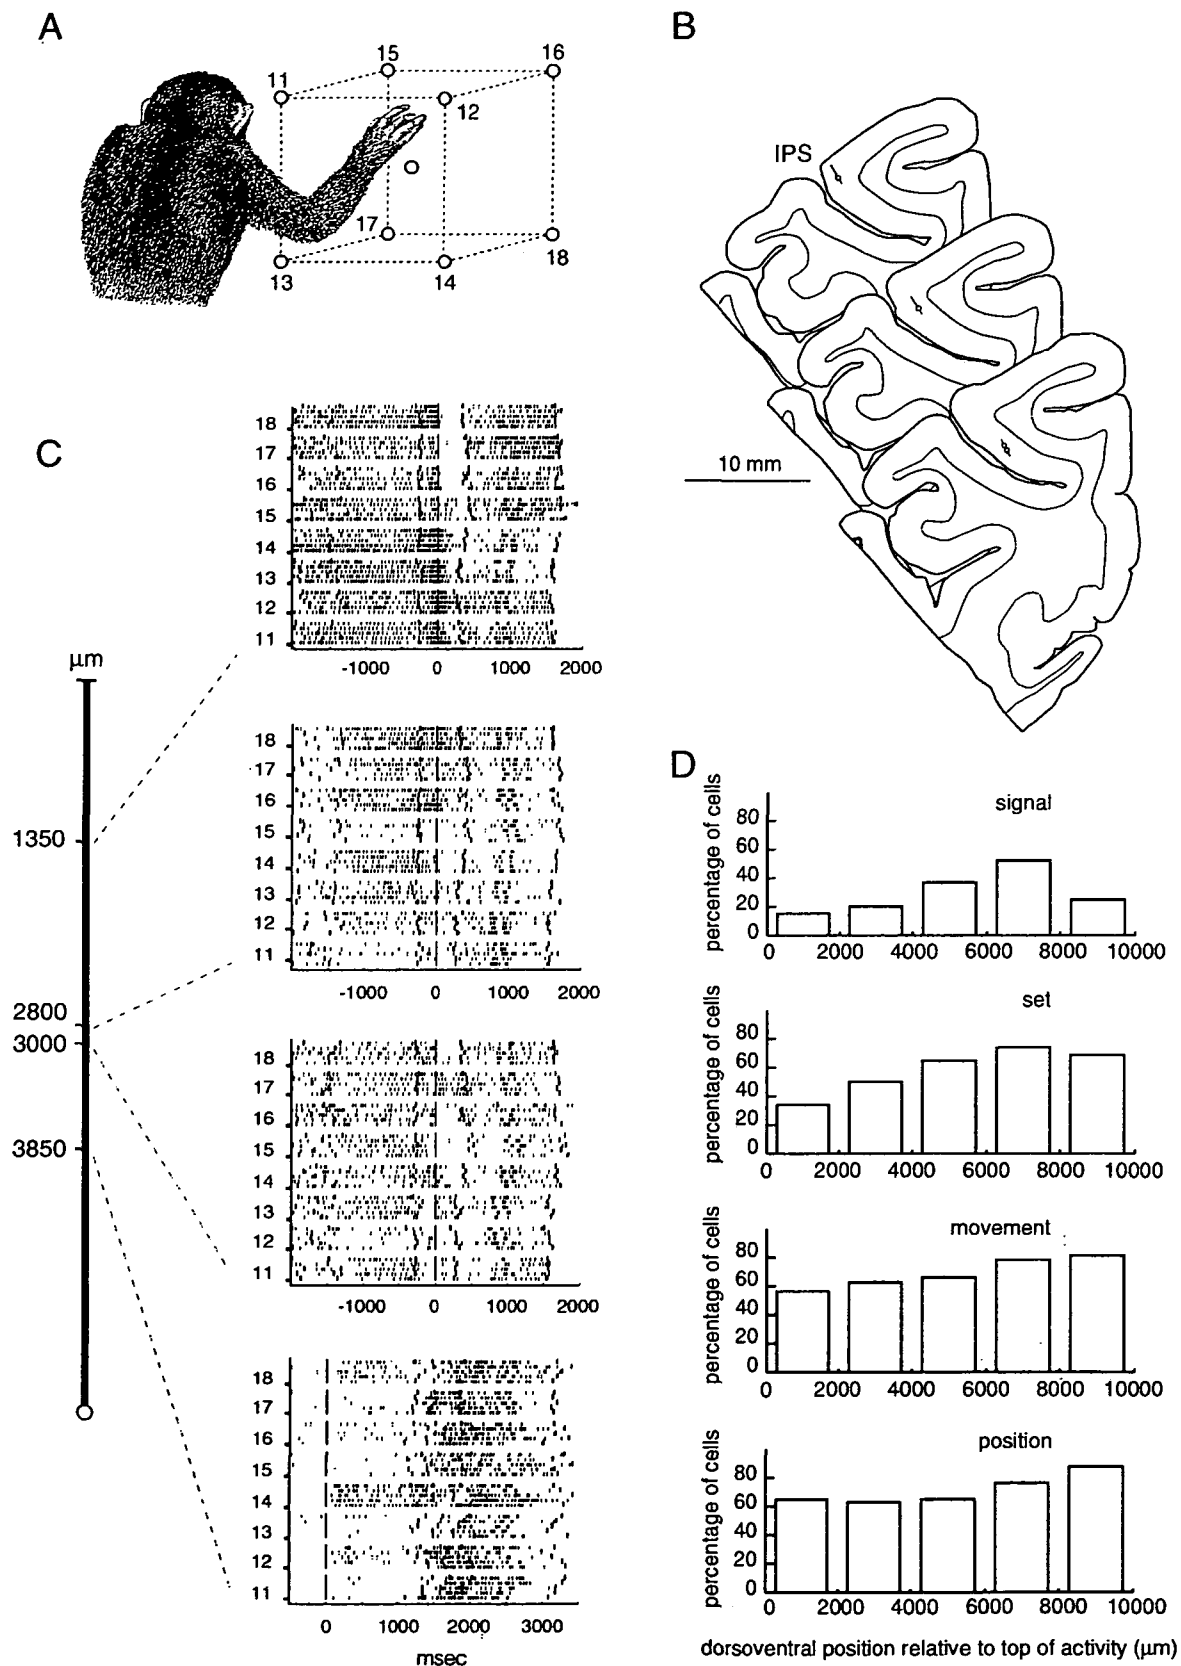 A
15
16
11
12
17
18
13
14
B
IPS
10 mm
C
18
17
16
15
14
13
12
11
-1000 0 1000 2000
μm
1350
2800
3000
3850
18
17
16
15
14
13
12
11
-1000 0 1000 2000
18
17
16
15
14
13
12
11
-1000 0 1000 2000
18
17
16
15
14
13
12
11
0 1000 2000 3000
msec
D
signal
percentage of cells
80
60
40
20
0
0 2000 4000 6000 8000 10000
set
percentage of cells
80
60
40
20
0
0 2000 4000 6000 8000 10000
movement
percentage of cells
80
60
40
20
0
0 2000 4000 6000 8000 10000
position
percentage of cells
80
60
40
20
0
0 2000 4000 6000 8000 10000
dorsoventral position relative to top of activity (μm)